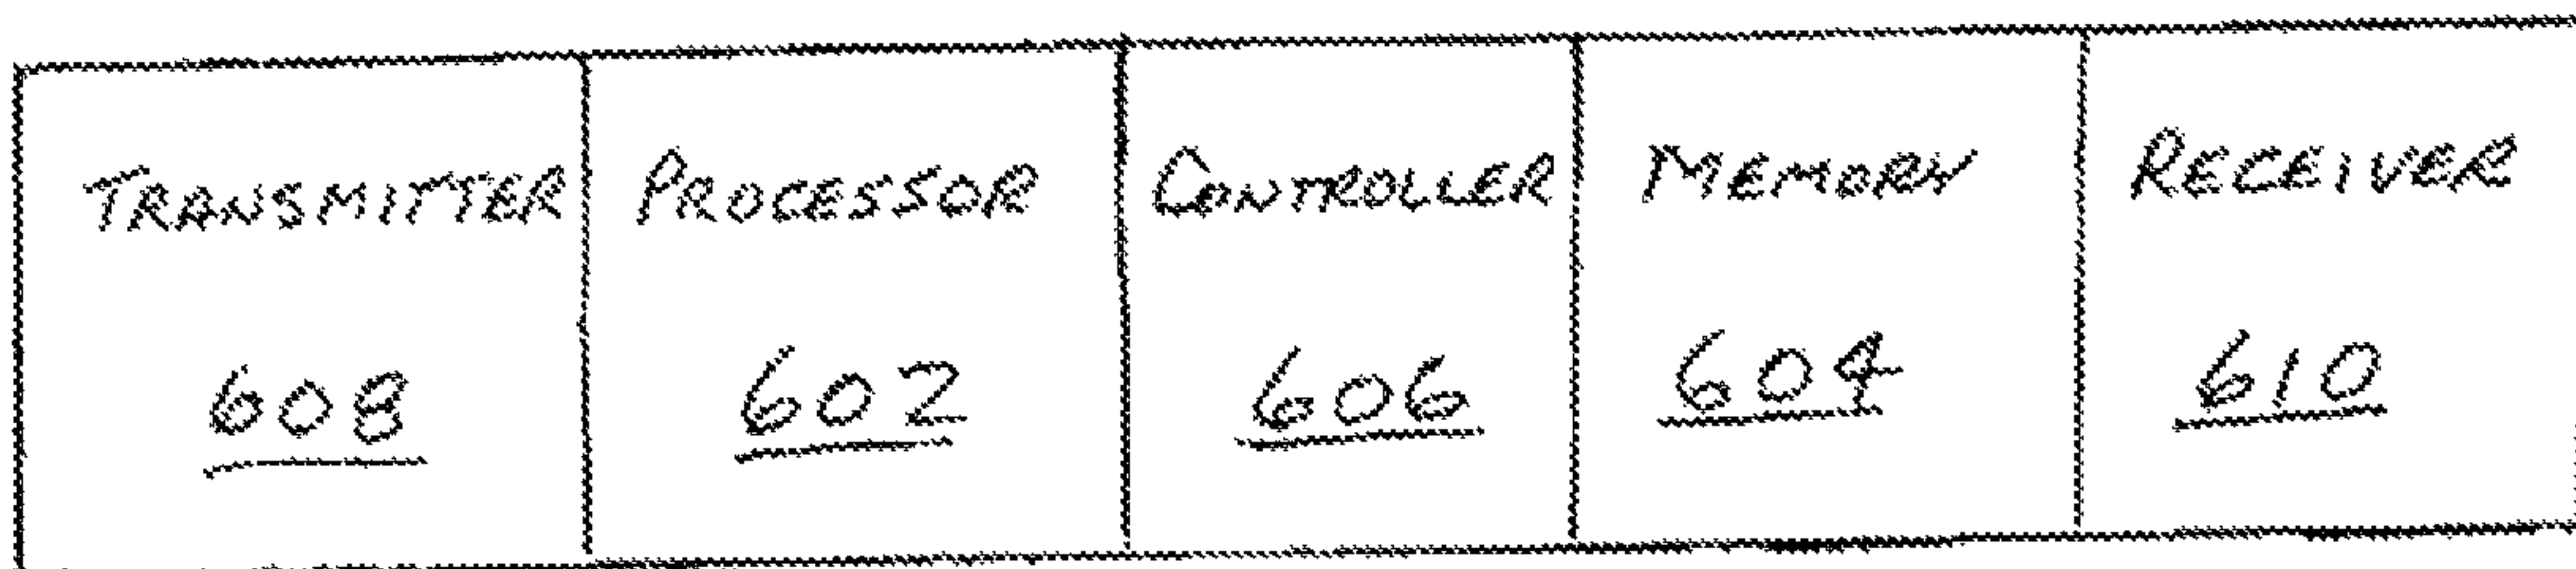 TRANSMITTER PROCESSOR CONTROLLER MEMORY RECEIVER
608 602 606 604 610